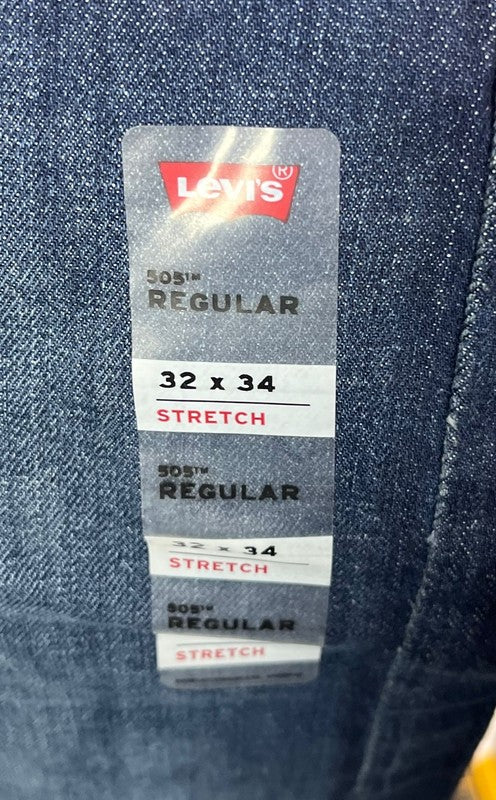 LEVI'S®
505™
REGULAR
32 x 34
STRETCH
505™
REGULAR
32 x 34
STRETCH
505™
REGULAR
STRETCH